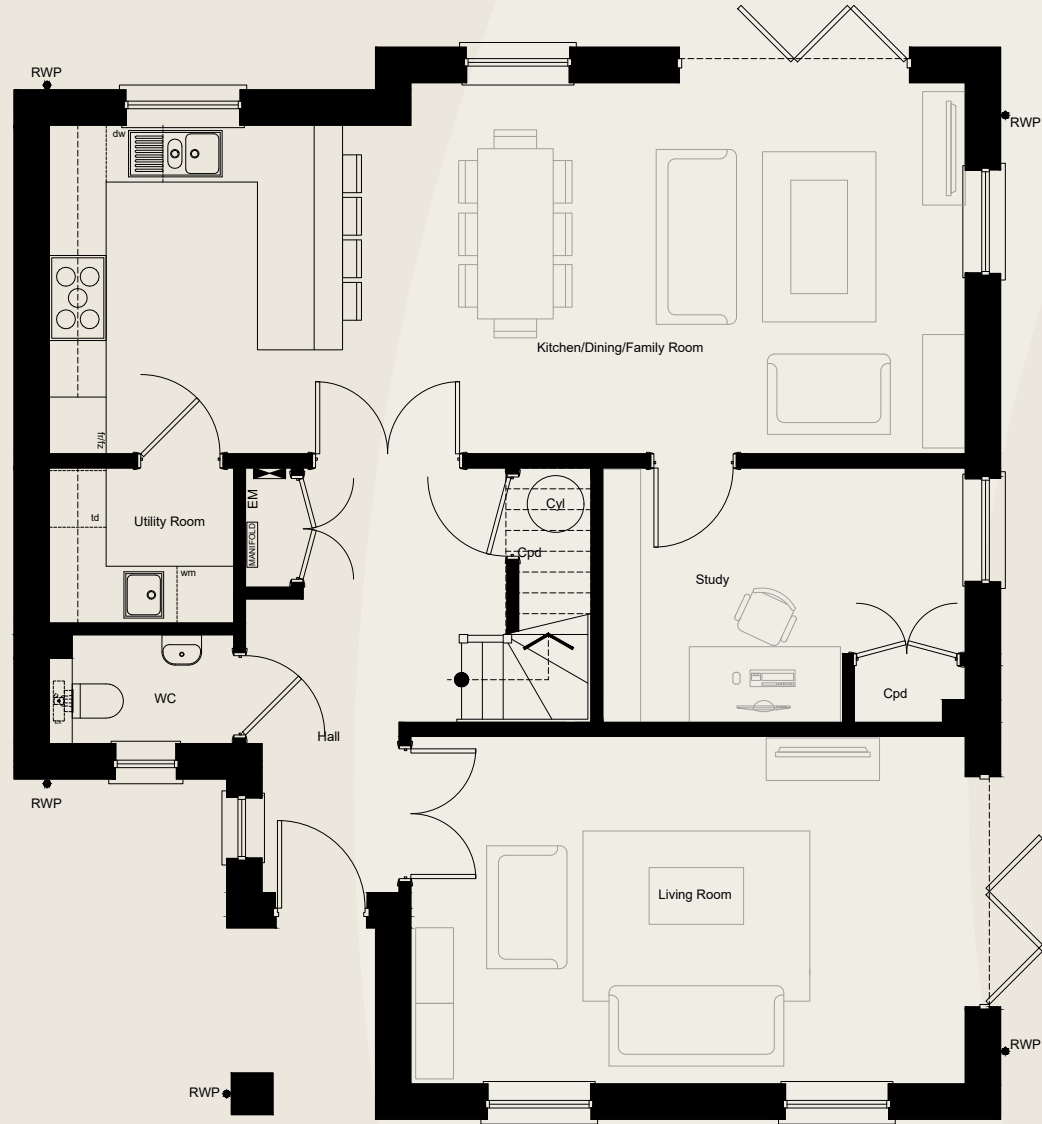 RWP
RWP
dw
Kitchen/Dining/Family Room
fr/fz
EM
MANIFOLD
td
Utility Room
wm
Cyl
Cpd
Study
Cpd
WC
Hall
RWP
Living Room
RWP
RWP